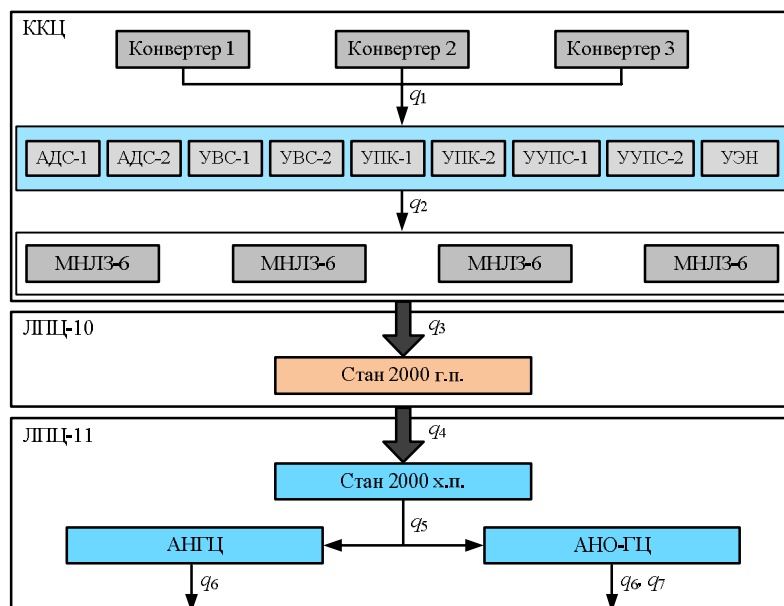 ККЦ
Конвертер 1 Конвертер 2 Конвертер 3
q1
АДС-1 АДС-2 УВС-1 УВС-2 УПК-1 УПК-2 УУПС-1 УУПС-2 УЭН
q2
МНЛЗ-6 МНЛЗ-6 МНЛЗ-6 МНЛЗ-6
q3
ЛПЦ-10
Стан 2000 г.п.
ЛПЦ-11
q4
Стан 2000 х.п.
q5
АНГЦ АНО-ГЦ
q6 q6, q7